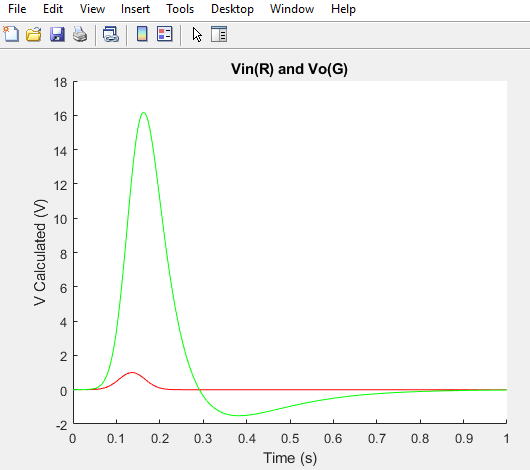 File Edit View Insert Tools Desktop Window Help
Vin(R) and Vo(G)
18
16
14
12
10
8
6
4
2
0
-2
V Calculated (V)
0 0.1 0.2 0.3 0.4 0.5 0.6 0.7 0.8 0.9 1
Time (s)